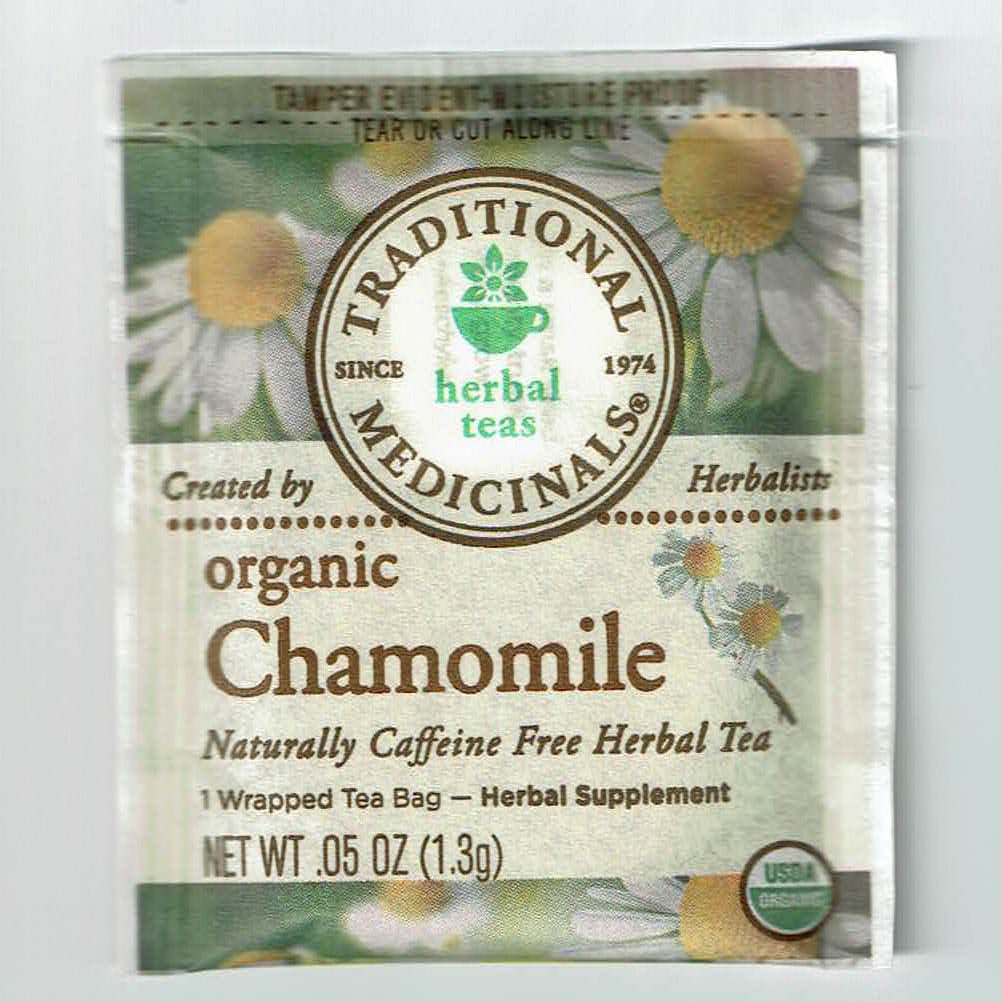 TAMPER EVIDENT-MOISTURE PROOF
TEAR OR CUT ALONG LINE
TRADITIONAL
SINCE 1974
herbal
teas
MEDICINALS®
Created by Herbalists
organic
Chamomile
Naturally Caffeine Free Herbal Tea
1 Wrapped Tea Bag — Herbal Supplement
NET WT .05 OZ (1.3g)
USDA
ORGANIC